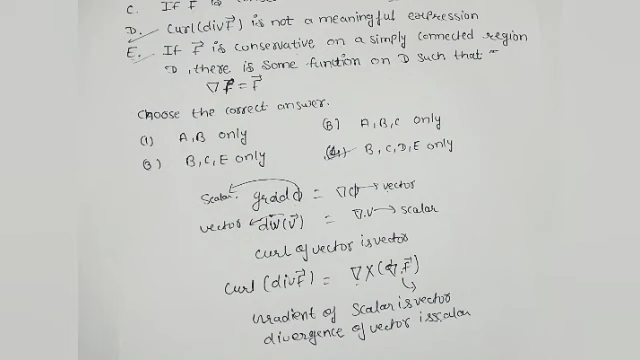 C. If F is
D. Curl(div F⃗) is not a meaningful expression
E. If F⃗ is conservative on a simply connected region
D, there is some function on D such that
∇F = F⃗
Choose the correct answer.
(1) A,B only (B) A,B,C only
(3) B,C,E only (4) B,C,D,E only
Scalar. grad ϕ = ∇ϕ → vector
vector ← div(V⃗) = ∇.V → scalar
curl of vector is vector
curl(div F⃗) = ∇×(∇.F⃗)
Gradient of Scalar is vector
divergence of vector is scalar